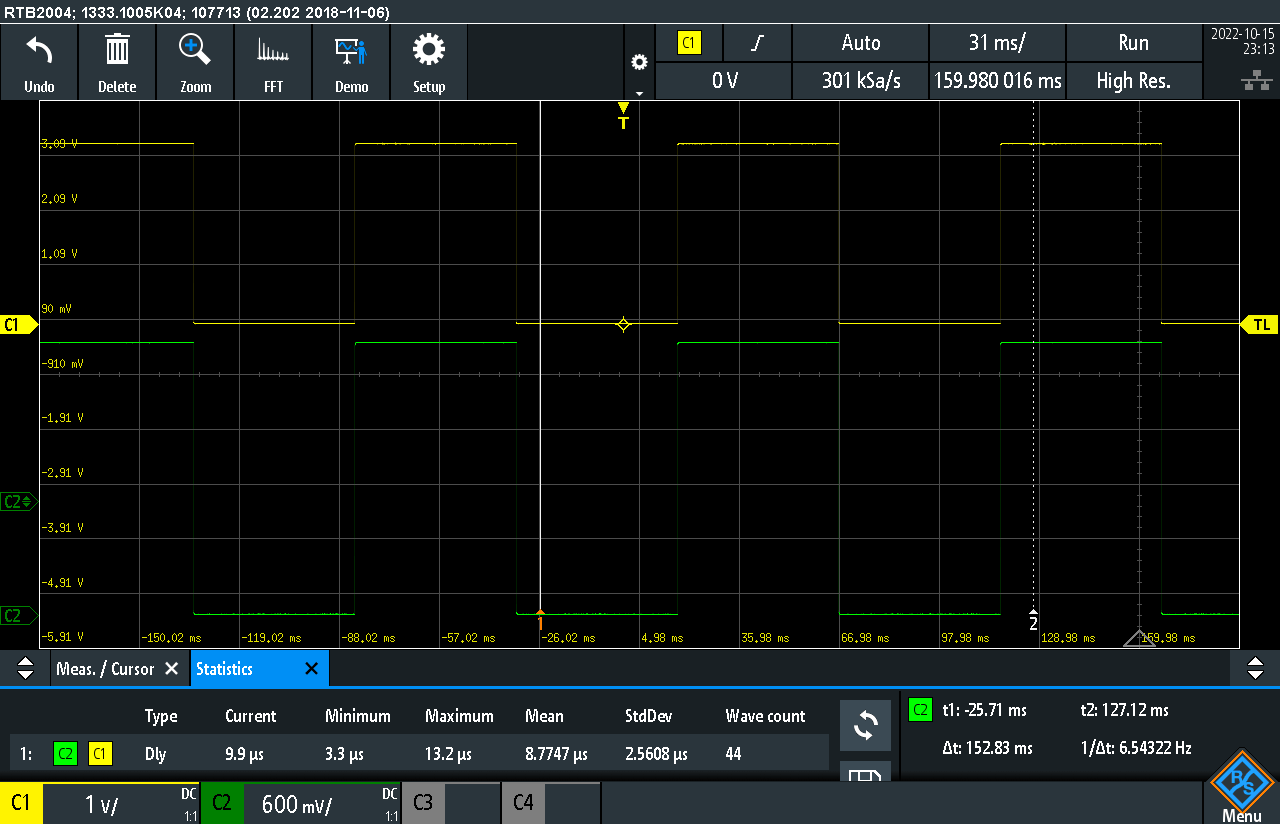 RTB2004; 1333.1005K04; 107713 (02.202 2018-11-06)
Undo
Delete
Zoom
FFT
Demo
Setup
C1
Auto
31 ms/
Run
2022-10-15
23:13
0 V
301 kSa/s
159.980 016 ms
High Res.
T
3.09 V
2.09 V
1.09 V
90 mV
C1
TL
-910 mV
-1.91 V
-2.91 V
C2
-3.91 V
-4.91 V
C2
-5.91 V
-150.02 ms
-119.02 ms
-88.02 ms
-57.02 ms
-26.02 ms
4.98 ms
35.98 ms
66.98 ms
97.98 ms
128.98 ms
159.98 ms
1
2
Meas. / Cursor
Statistics
Type Current Minimum Maximum Mean StdDev Wave count
1: C2 C1 Dly 9.9 µs 3.3 µs 13.2 µs 8.7747 µs 2.5608 µs 44
C2 t1: -25.71 ms t2: 127.12 ms
Δt: 152.83 ms 1/Δt: 6.54322 Hz
C1 1 V/ DC 1:1
C2 600 mV/ DC 1:1
C3
C4
R S
Menu